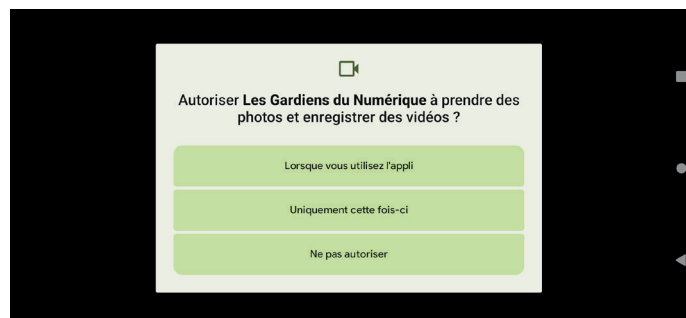 Autoriser Les Gardiens du Numérique à prendre des
photos et enregistrer des vidéos ?
Lorsque vous utilisez l'appli
Uniquement cette fois-ci
Ne pas autoriser